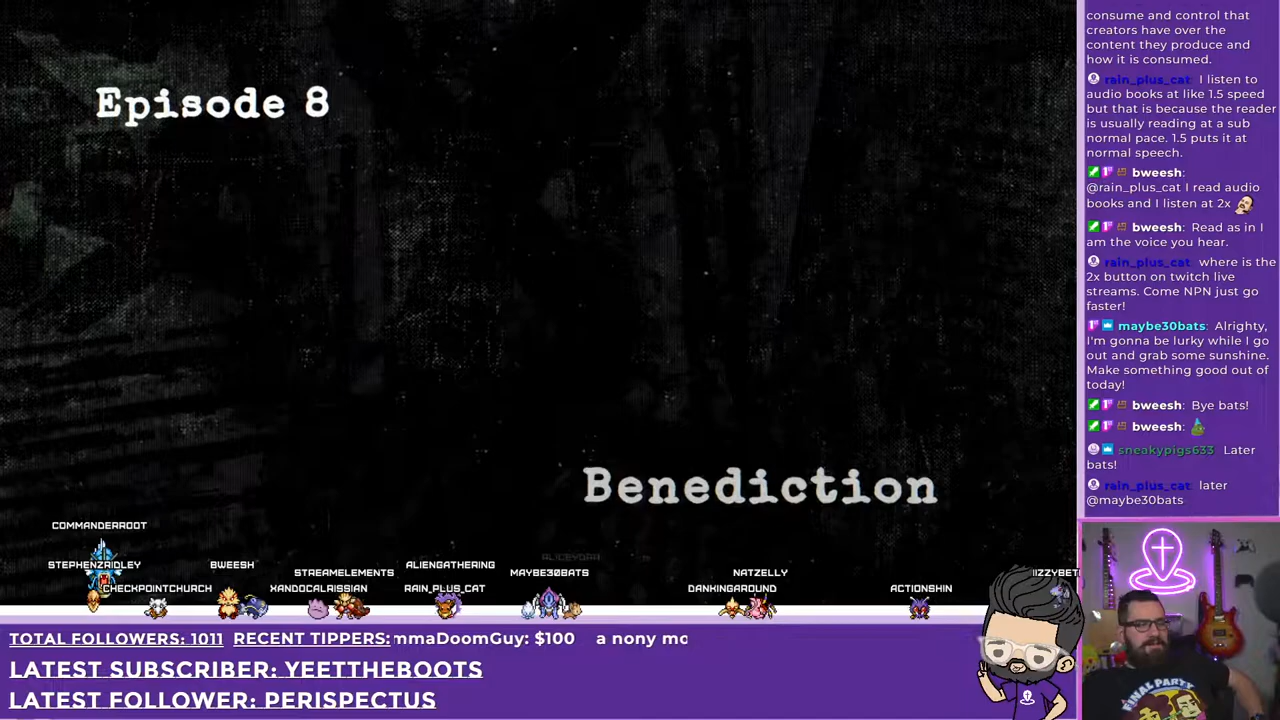 Episode 8
Benediction
consume and control that
creators have over the
content they produce and
how it is consumed.
rain_plus_cat: I listen to
audio books at like 1.5 speed
but that is because the reader
is usually reading at a sub
normal pace. 1.5 puts it at
normal speech.
bweesh:
@rain_plus_cat I read audio
books and I listen at 2x
bweesh: Read as in I
am the voice you hear.
rain_plus_cat: where is the
2x button on twitch live
streams. Come NPN just go
faster!
maybe30bats: Alrighty,
I'm gonna be lurky while I go
out and grab some sunshine.
Make something good out of
today!
bweesh: Bye bats!
bweesh:
sneakypigs633 Later
bats!
rain_plus_cat: later
@maybe30bats
COMMANDERROOT
STEPHENZRIDLEY
CHECKPOINTCHURCH
BWEESH
STREAMELEMENTS
XANDOCALRISSIAN
ALIENGATHERING
RAIN_PLUS_CAT
MAYBE30BATS
NATZELLY
DANKINGAROUND
ACTIONSHIN
TOTAL FOLLOWERS: 1011 RECENT TIPPERS: mmaDoomGuy: $100 a nony mo
LATEST SUBSCRIBER: YEETTHEBOOTS
LATEST FOLLOWER: PERISPECTUS
FINAL PARTY